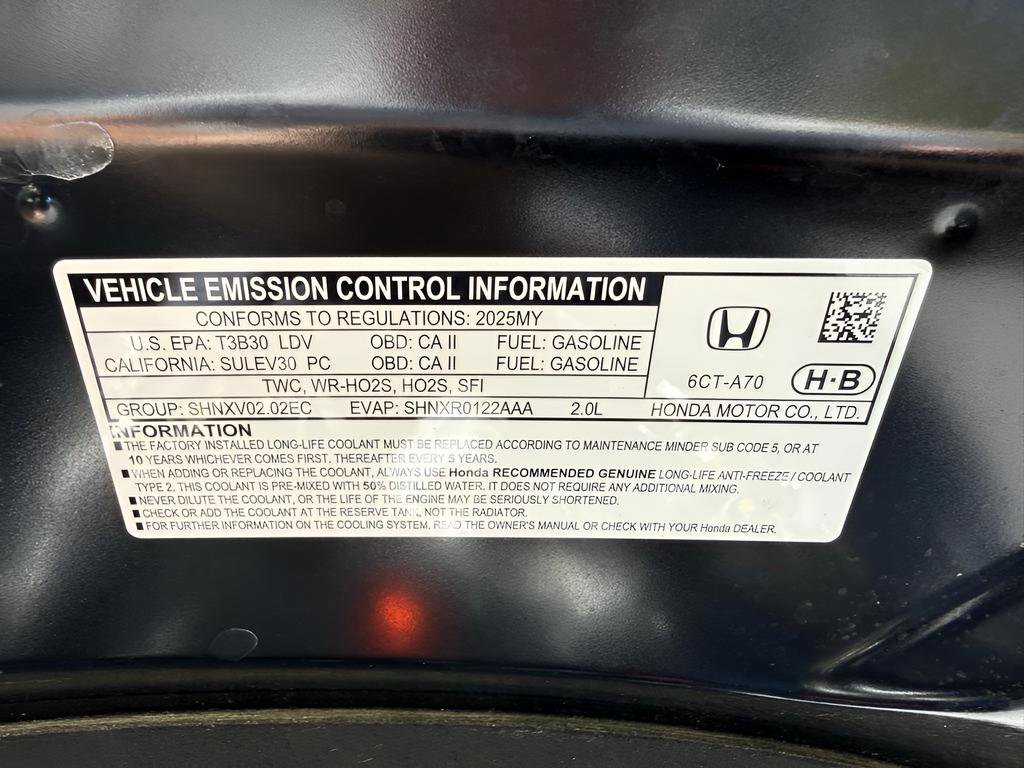 VEHICLE EMISSION CONTROL INFORMATION
CONFORMS TO REGULATIONS: 2025MY
U.S. EPA: T3B30 LDV OBD: CA II FUEL: GASOLINE
CALIFORNIA: SULEV30 PC OBD: CA II FUEL: GASOLINE
TWC, WR-HO2S, HO2S, SFI
6CT-A70 H·B
GROUP: SHNXV02.02EC EVAP: SHNXR0122AAA 2.0L HONDA MOTOR CO., LTD.
INFORMATION
■THE FACTORY INSTALLED LONG-LIFE COOLANT MUST BE REPLACED ACCORDING TO MAINTENANCE MINDER SUB CODE 5, OR AT
10 YEARS WHICHEVER COMES FIRST. THEREAFTER EVERY 5 YEARS.
■WHEN ADDING OR REPLACING THE COOLANT, ALWAYS USE Honda RECOMMENDED GENUINE LONG-LIFE ANTI-FREEZE / COOLANT
TYPE 2. THIS COOLANT IS PRE-MIXED WITH 50% DISTILLED WATER. IT DOES NOT REQUIRE ANY ADDITIONAL MIXING.
■NEVER DILUTE THE COOLANT, OR THE LIFE OF THE ENGINE MAY BE SERIOUSLY SHORTENED.
■CHECK OR ADD THE COOLANT AT THE RESERVE TANK, NOT THE RADIATOR.
■FOR FURTHER INFORMATION ON THE COOLING SYSTEM, READ THE OWNER'S MANUAL OR CHECK WITH YOUR Honda DEALER.